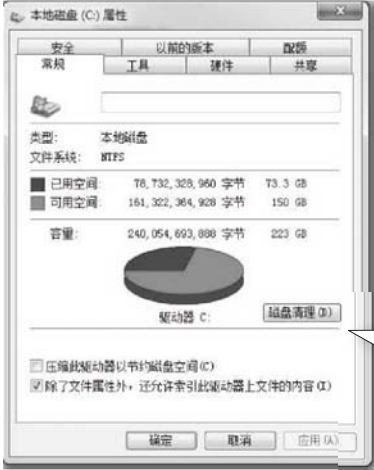 本地磁盘 (C:) 属性
安全 以前的版本 配额
常规 工具 硬件 共享
类型: 本地磁盘
文件系统: NTFS
已用空间: 78,732,328,960 字节 73.3 GB
可用空间: 161,322,364,928 字节 150 GB
容量: 240,054,693,888 字节 223 GB
驱动器 C:
磁盘清理(D)
压缩此驱动器以节约磁盘空间(C)
除了文件属性外，还允许索引此驱动器上文件的内容(I)
确定 取消 应用(A)